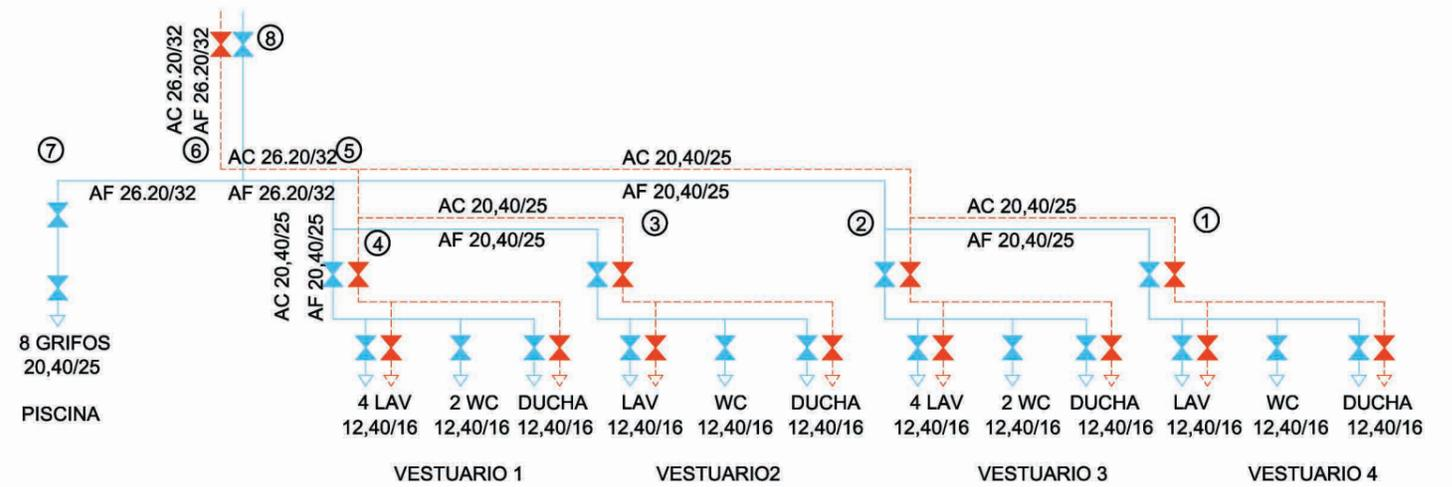 AC 26.20/32
AF 26.20/32
8
7
6
AC 26.20/32
5
AC 20,40/25
AF 26.20/32
AF 26.20/32
AF 20,40/25
AC 20,40/25
AF 20,40/25
AC 20,40/25
3
2
AC 20,40/25
1
4
AF 20,40/25
AF 20,40/25
8 GRIFOS
20,40/25
PISCINA
4 LAV
12,40/16
2 WC
12,40/16
DUCHA
12,40/16
LAV
12,40/16
WC
12,40/16
DUCHA
12,40/16
4 LAV
12,40/16
2 WC
12,40/16
DUCHA
12,40/16
LAV
12,40/16
WC
12,40/16
DUCHA
12,40/16
VESTUARIO 1
VESTUARIO2
VESTUARIO 3
VESTUARIO 4